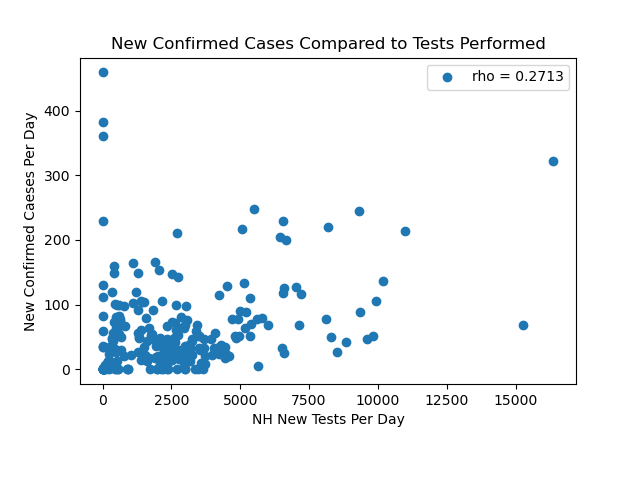 New Confirmed Cases Compared to Tests Performed
rho = 0.2713
New Confirmed Caeses Per Day
400
300
200
100
0
0 2500 5000 7500 10000 12500 15000
NH New Tests Per Day